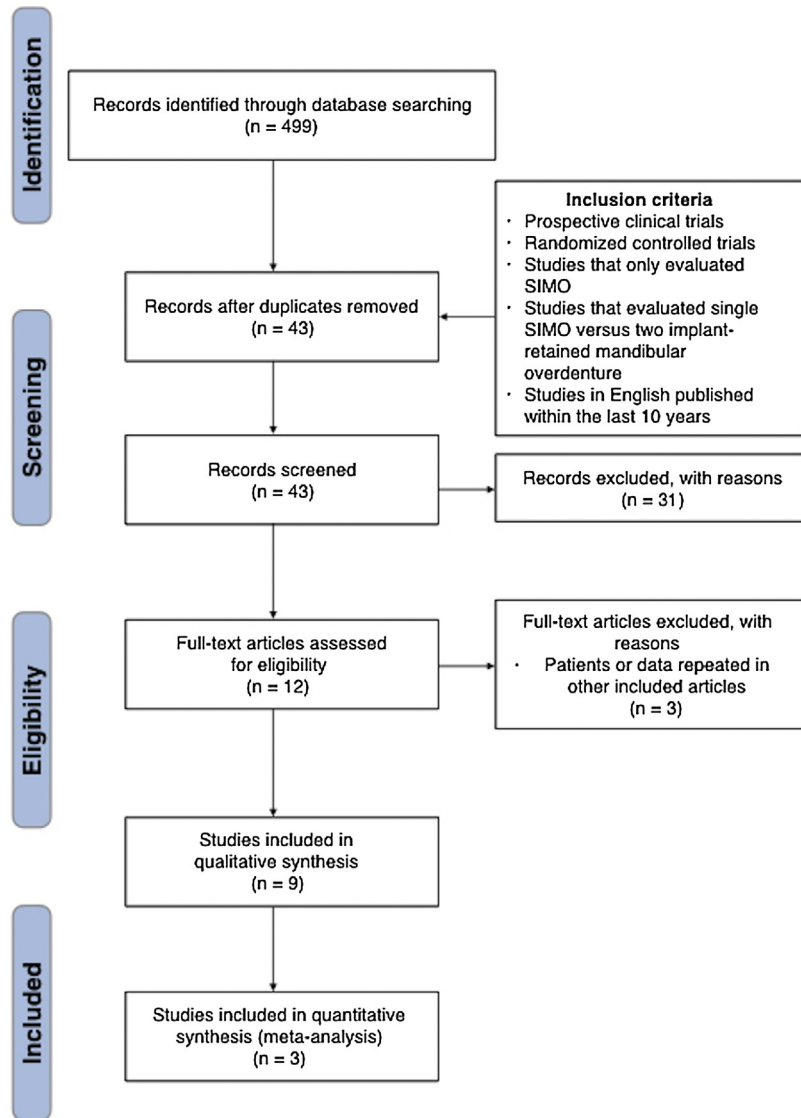 Identification
Records identified through database searching
(n = 499)
Inclusion criteria
· Prospective clinical trials
· Randomized controlled trials
· Studies that only evaluated
SIMO
· Studies that evaluated single
SIMO versus two implant-
retained mandibular
overdenture
· Studies in English published
within the last 10 years
Screening
Records after duplicates removed
(n = 43)
Records screened
(n = 43)
Records excluded, with reasons
(n = 31)
Eligibility
Full-text articles assessed
for eligibility
(n = 12)
Full-text articles excluded, with
reasons
· Patients or data repeated in
other included articles
(n = 3)
Studies included in
qualitative synthesis
(n = 9)
Included
Studies included in quantitative
synthesis (meta-analysis)
(n = 3)